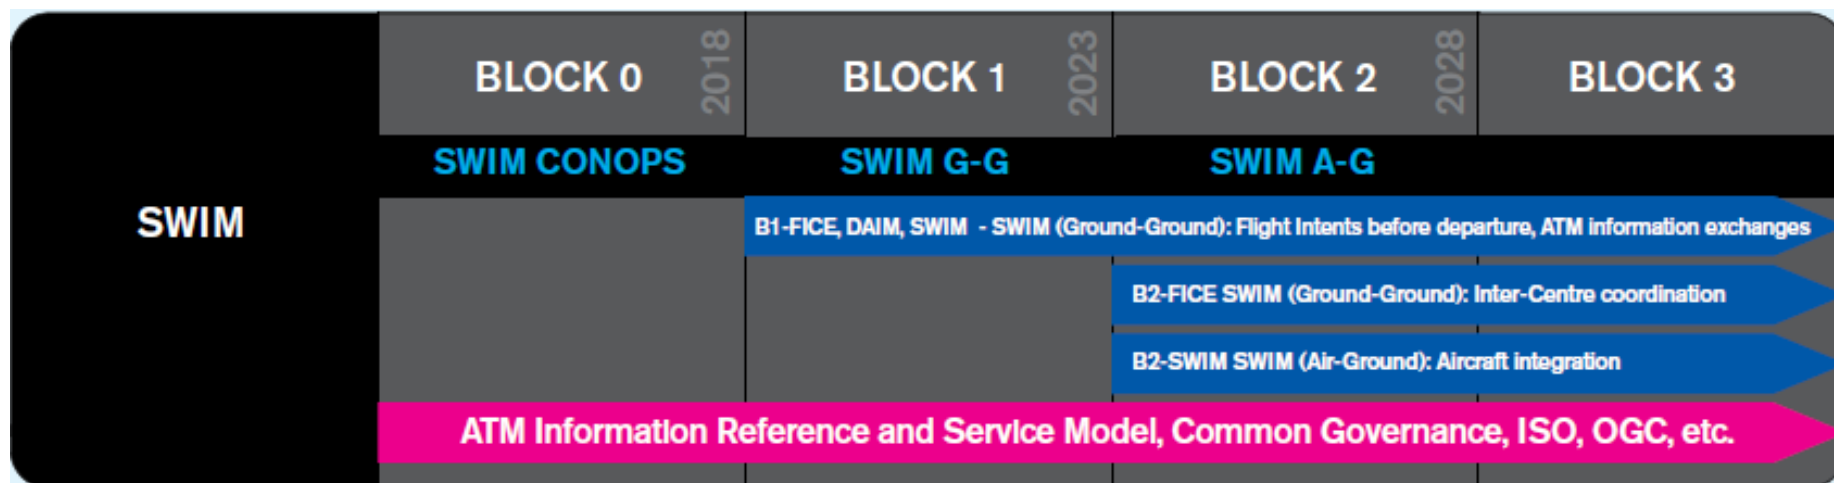 BLOCK 0
2018
BLOCK 1
2023
BLOCK 2
2028
BLOCK 3
SWIM CONOPS
SWIM G-G
SWIM A-G
SWIM
B1-FICE, DAIM, SWIM - SWIM (Ground-Ground): Flight Intents before departure, ATM information exchanges
B2-FICE SWIM (Ground-Ground): Inter-Centre coordination
B2-SWIM SWIM (Air-Ground): Aircraft integration
ATM Information Reference and Service Model, Common Governance, ISO, OGC, etc.